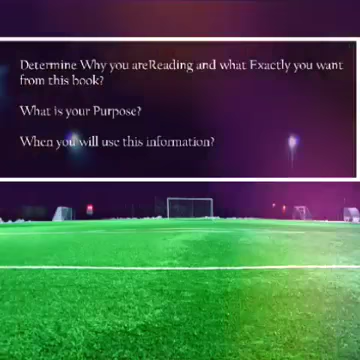 Determine Why you areReading and what Exactly you want
from this book?
What is your Purpose?
When you will use this information?